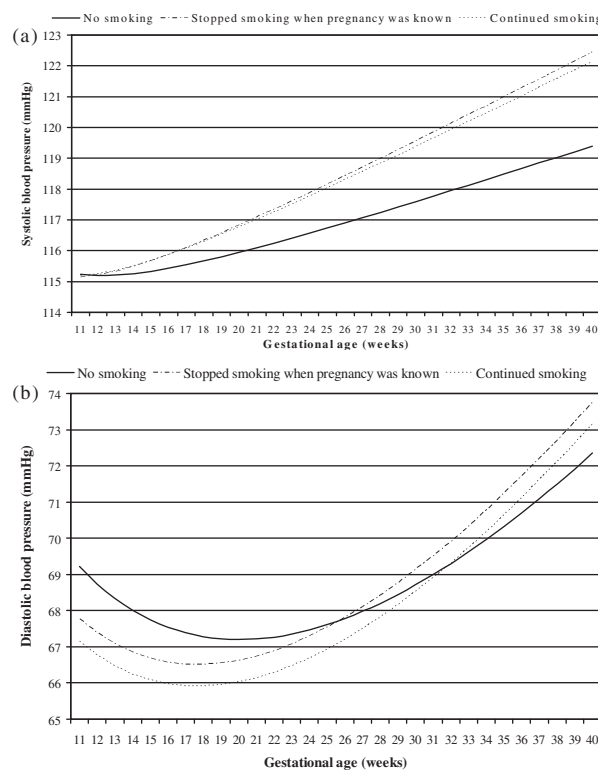 No smoking Stopped smoking when pregnancy was known Continued smoking
(a)
Systolic blood pressure (mmHg)
123
122
121
120
119
118
117
116
115
114
11 12 13 14 15 16 17 18 19 20 21 22 23 24 25 26 27 28 29 30 31 32 33 34 35 36 37 38 39 40
Gestational age (weeks)
No smoking Stopped smoking when pregnancy was known Continued smoking
(b)
Diastolic blood pressure (mmHg)
74
73
72
71
70
69
68
67
66
65
11 12 13 14 15 16 17 18 19 20 21 22 23 24 25 26 27 28 29 30 31 32 33 34 35 36 37 38 39 40
Gestational age (weeks)